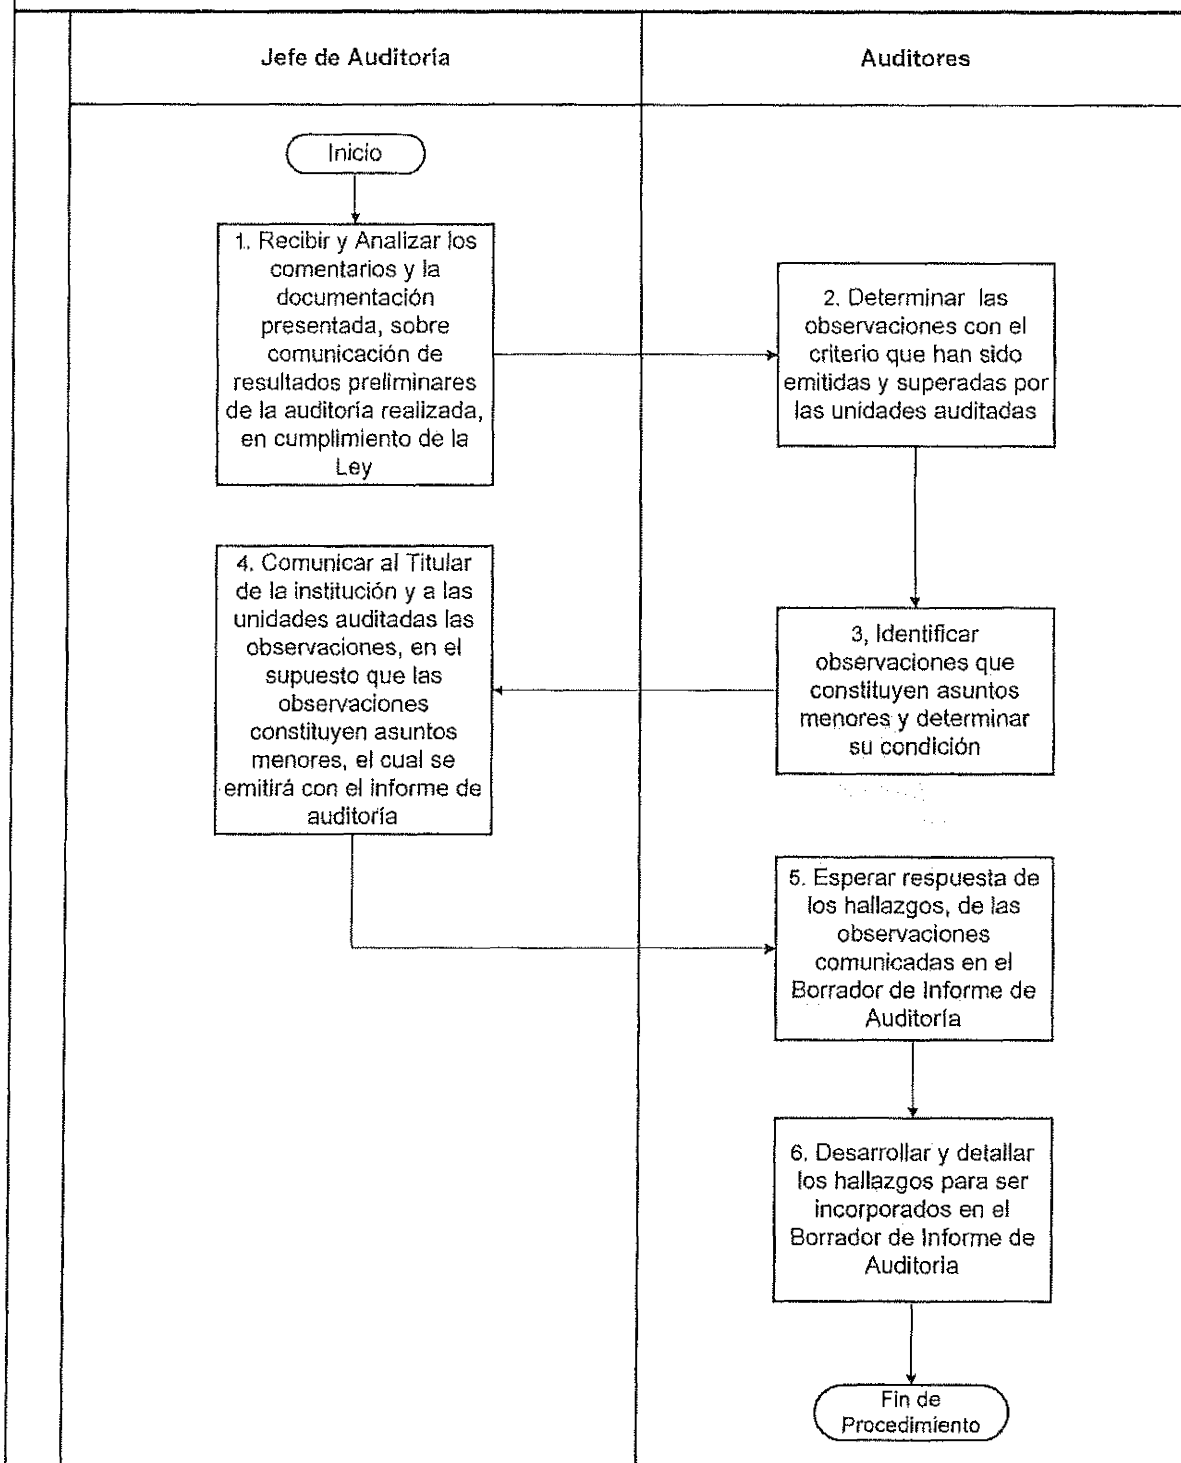 Jefe de Auditoría
Auditores
Inicio
1. Recibir y Analizar los
comentarios y la
documentación
presentada, sobre
comunicación de
resultados preliminares
de la auditoría realizada,
en cumplimiento de la
Ley
2. Determinar las
observaciones con el
criterio que han sido
emitidas y superadas por
las unidades auditadas
3, Identificar
observaciones que
constituyen asuntos
menores y determinar
su condición
4. Comunicar al Titular
de la institución y a las
unidades auditadas las
observaciones, en el
supuesto que las
observaciones
constituyen asuntos
menores, el cual se
emitirá con el informe de
auditoría
5. Esperar respuesta de
los hallazgos, de las
observaciones
comunicadas en el
Borrador de Informe de
Auditoría
6. Desarrollar y detallar
los hallazgos para ser
incorporados en el
Borrador de Informe de
Auditoría
Fin de
Procedimiento